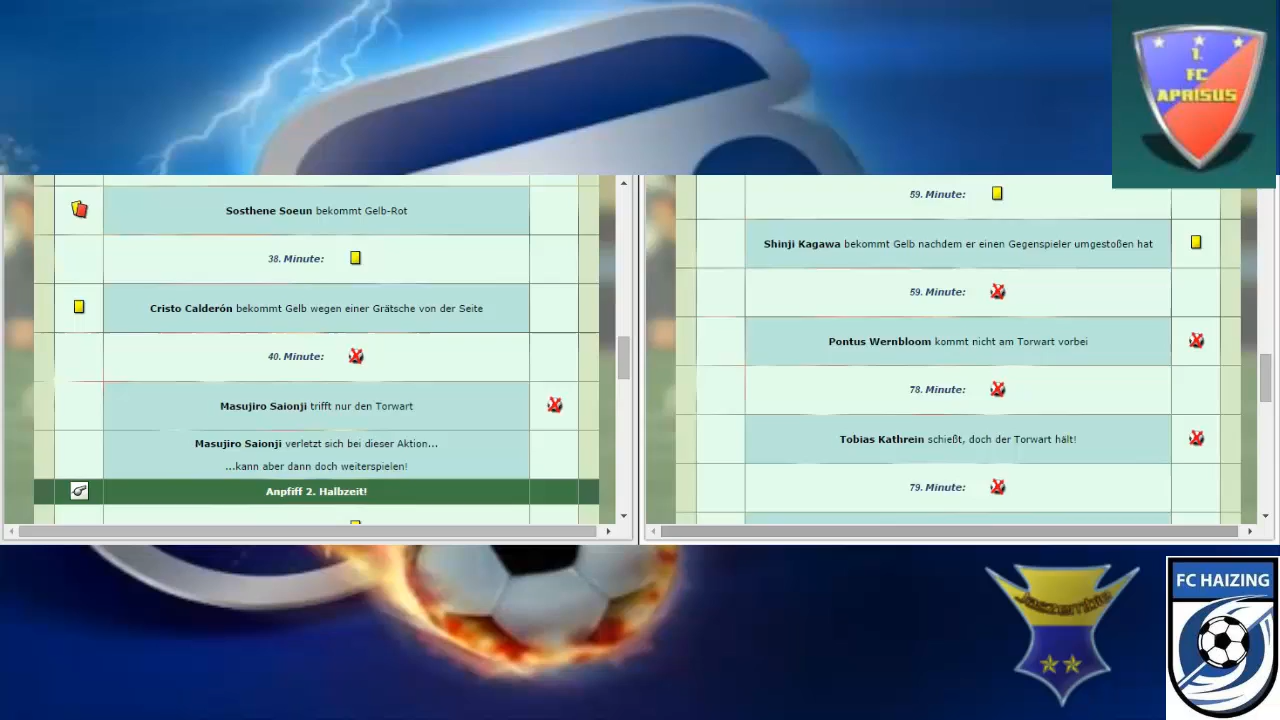 1.
FC
APRISUS
Sosthene Soeun bekommt Gelb-Rot
38. Minute:
Cristo Calderón bekommt Gelb wegen einer Grätsche von der Seite
40. Minute:
Masujiro Saionji trifft nur den Torwart
Masujiro Saionji verletzt sich bei dieser Aktion...
...kann aber dann doch weiterspielen!
Anpfiff 2. Halbzeit!
59. Minute:
Shinji Kagawa bekommt Gelb nachdem er einen Gegenspieler umgestoßen hat
59. Minute:
Pontus Wernbloom kommt nicht am Torwart vorbei
78. Minute:
Tobias Kathrein schießt, doch der Torwart hält!
79. Minute:
FC HAIZING